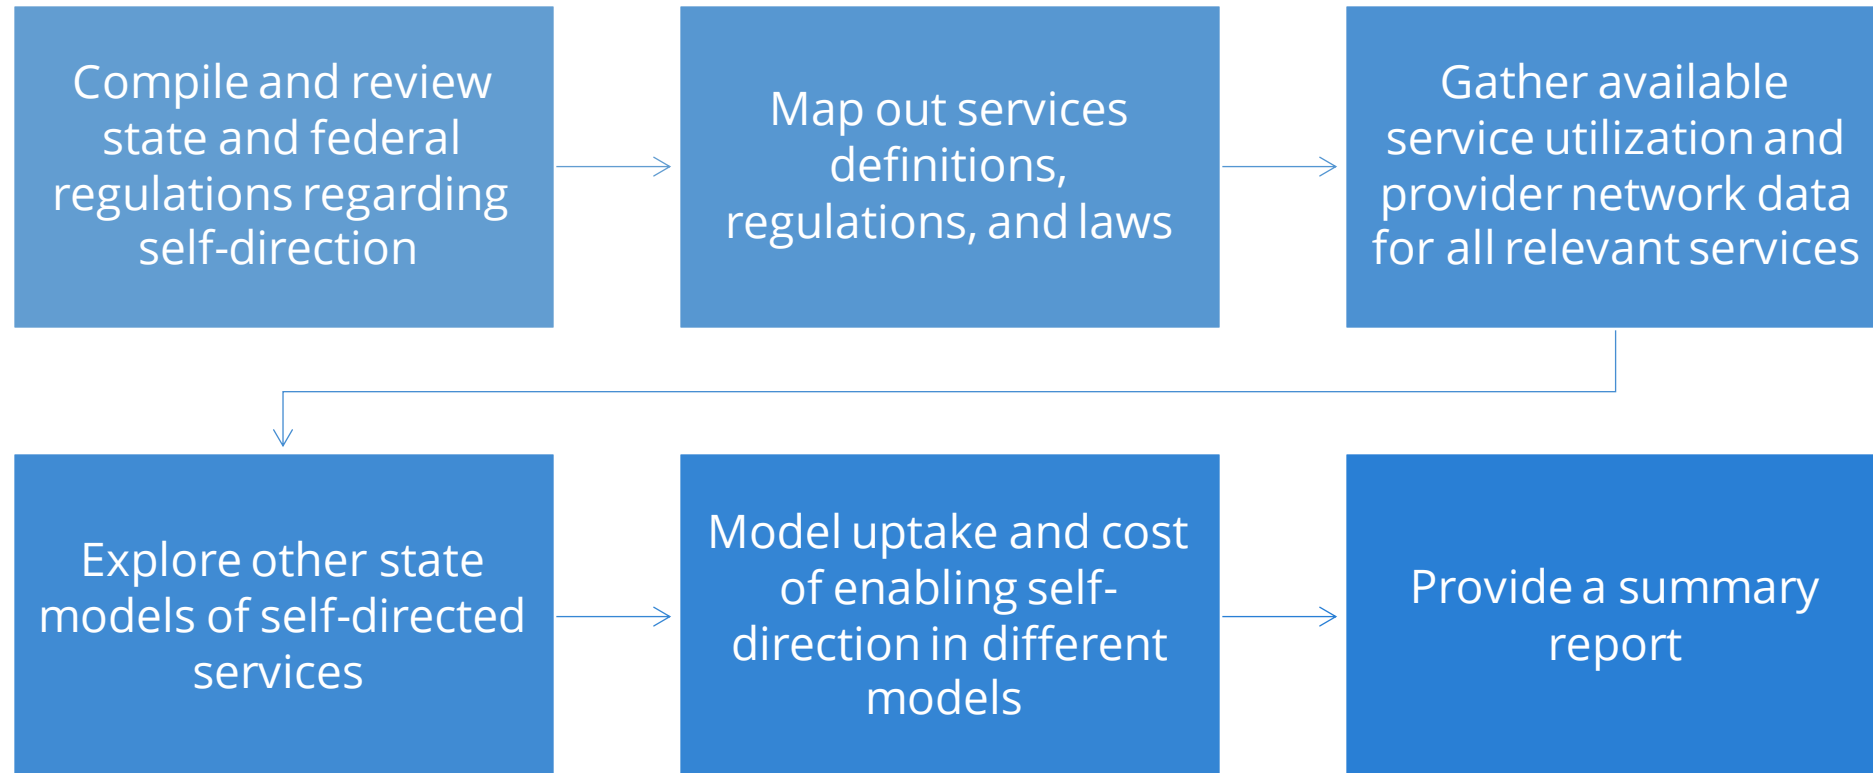 Compile and review
state and federal
regulations regarding
self-direction
Map out services
definitions,
regulations, and laws
Gather available
service utilization and
provider network data
for all relevant services
Explore other state
models of self-directed
services
Model uptake and cost
of enabling self-
direction in different
models
Provide a summary
report